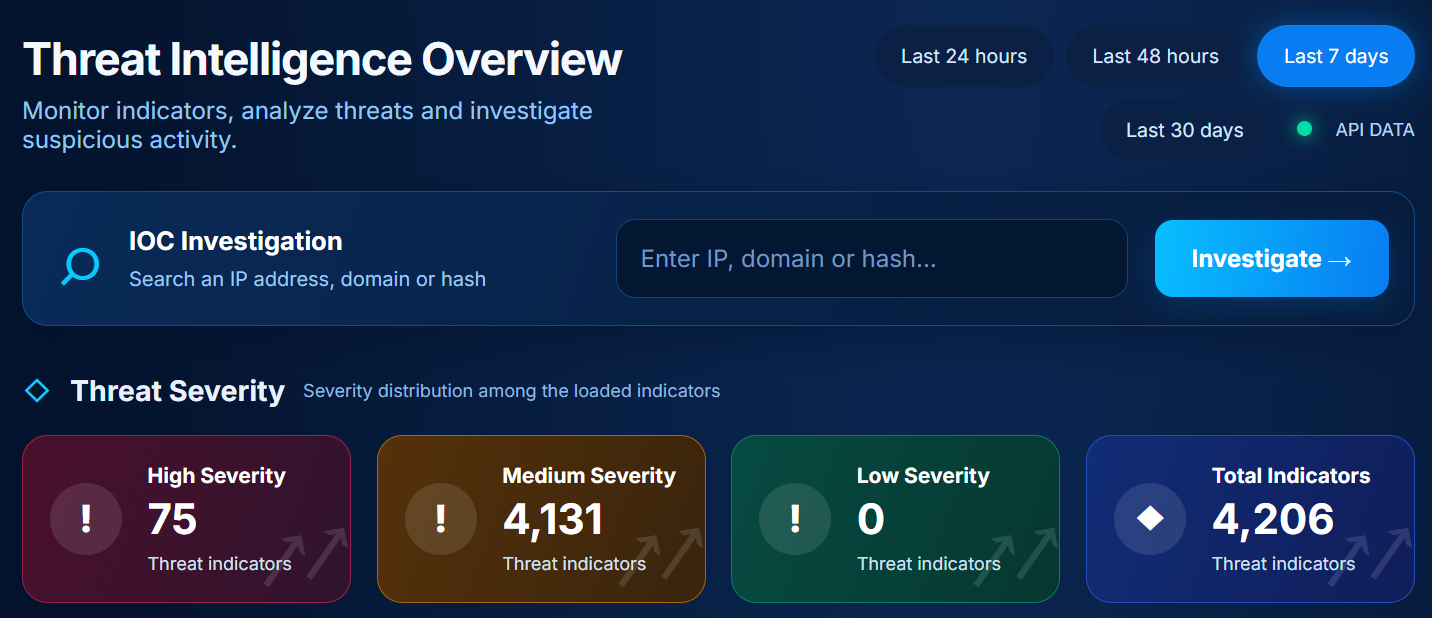 Threat Intelligence Overview
Monitor indicators, analyze threats and investigate
suspicious activity.
Last 24 hours
Last 48 hours
Last 7 days
Last 30 days
API DATA
IOC Investigation
Search an IP address, domain or hash
Enter IP, domain or hash...
Investigate →
Threat Severity
Severity distribution among the loaded indicators
!
High Severity
75
Threat indicators
!
Medium Severity
4,131
Threat indicators
!
Low Severity
0
Threat indicators
Total Indicators
4,206
Threat indicators